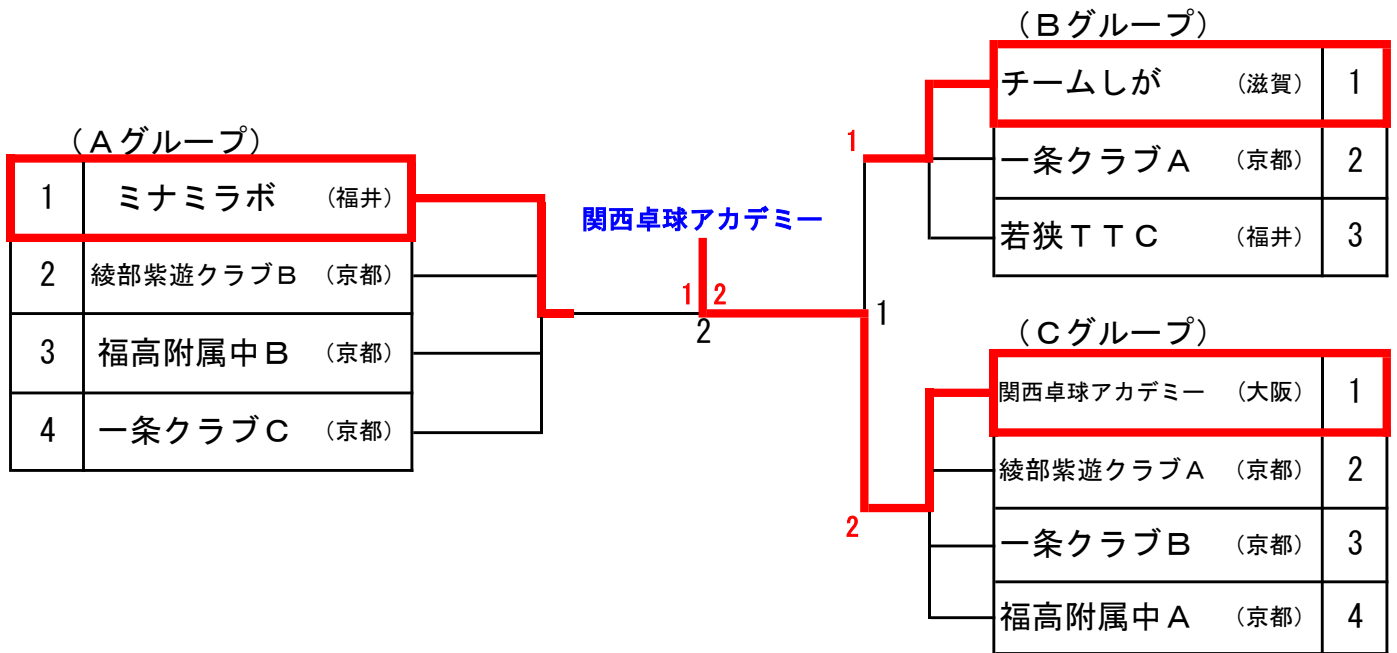 （Aグループ）
1 ミナミラボ （福井）
2 綾部紫遊クラブB （京都）
3 福高附属中B （京都）
4 一条クラブC （京都）
関西卓球アカデミー
1 2
2
1
1
2
（Bグループ）
チームしが （滋賀） 1
一条クラブA （京都） 2
若狭ＴＴＣ （福井） 3
（Cグループ）
関西卓球アカデミー （大阪） 1
綾部紫遊クラブA （京都） 2
一条クラブB （京都） 3
福高附属中A （京都） 4